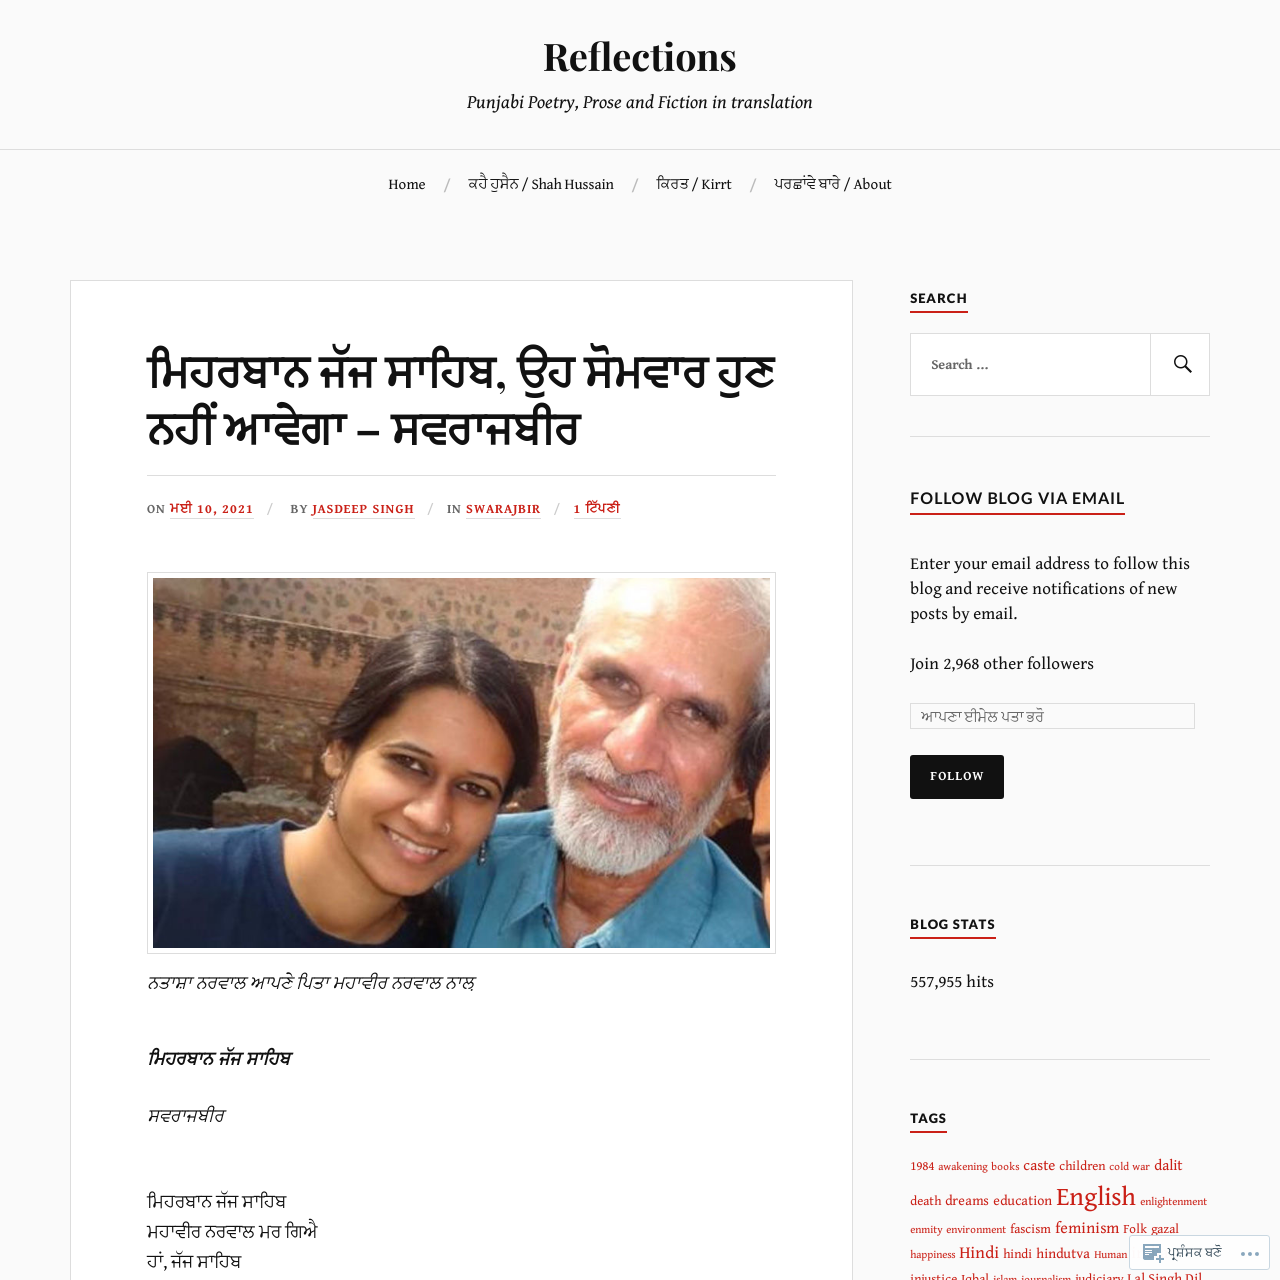 Reflections
Punjabi Poetry, Prose and Fiction in translation
Home / ਕਹੈ ਹੁਸੈਨ / Shah Hussain / ਕਿਰਤ / Kirrt / ਪਰਛਾਂਵੇ ਬਾਰੇ / About
ਮਿਹਰਬਾਨ ਜੱਜ ਸਾਹਿਬ, ਉਹ ਸੋਮਵਾਰ ਹੁਣ
ਨਹੀਂ ਆਵੇਗਾ – ਸਵਰਾਜਬੀਰ
ON ਮਈ 10, 2021 / BY JASDEEP SINGH / IN SWARAJBIR / 1 ਟਿੱਪਣੀ
ਨਤਾਸ਼ਾ ਨਰਵਾਲ ਆਪਣੇ ਪਿਤਾ ਮਹਾਵੀਰ ਨਰਵਾਲ ਨਾਲ਼
ਮਿਹਰਬਾਨ ਜੱਜ ਸਾਹਿਬ
ਸਵਰਾਜਬੀਰ
ਮਿਹਰਬਾਨ ਜੱਜ ਸਾਹਿਬ
ਮਹਾਵੀਰ ਨਰਵਾਲ ਮਰ ਗਿਐ
ਹਾਂ, ਜੱਜ ਸਾਹਿਬ
SEARCH
Search …
FOLLOW BLOG VIA EMAIL
Enter your email address to follow this
blog and receive notifications of new
posts by email.
Join 2,968 other followers
ਆਪਣਾ ਈਮੇਲ ਪਤਾ ਭਰੋ
FOLLOW
BLOG STATS
557,955 hits
TAGS
1984 awakening books caste children cold war dalit
death dreams education English enlightenment
enmity environment fascism feminism Folk gazal
happiness Hindi hindi hindutva Human
injustice Iqbal islam journalism judiciary Lal Singh Dil
ਪ੍ਰਸ਼ੰਸਕ ਬਣੋ